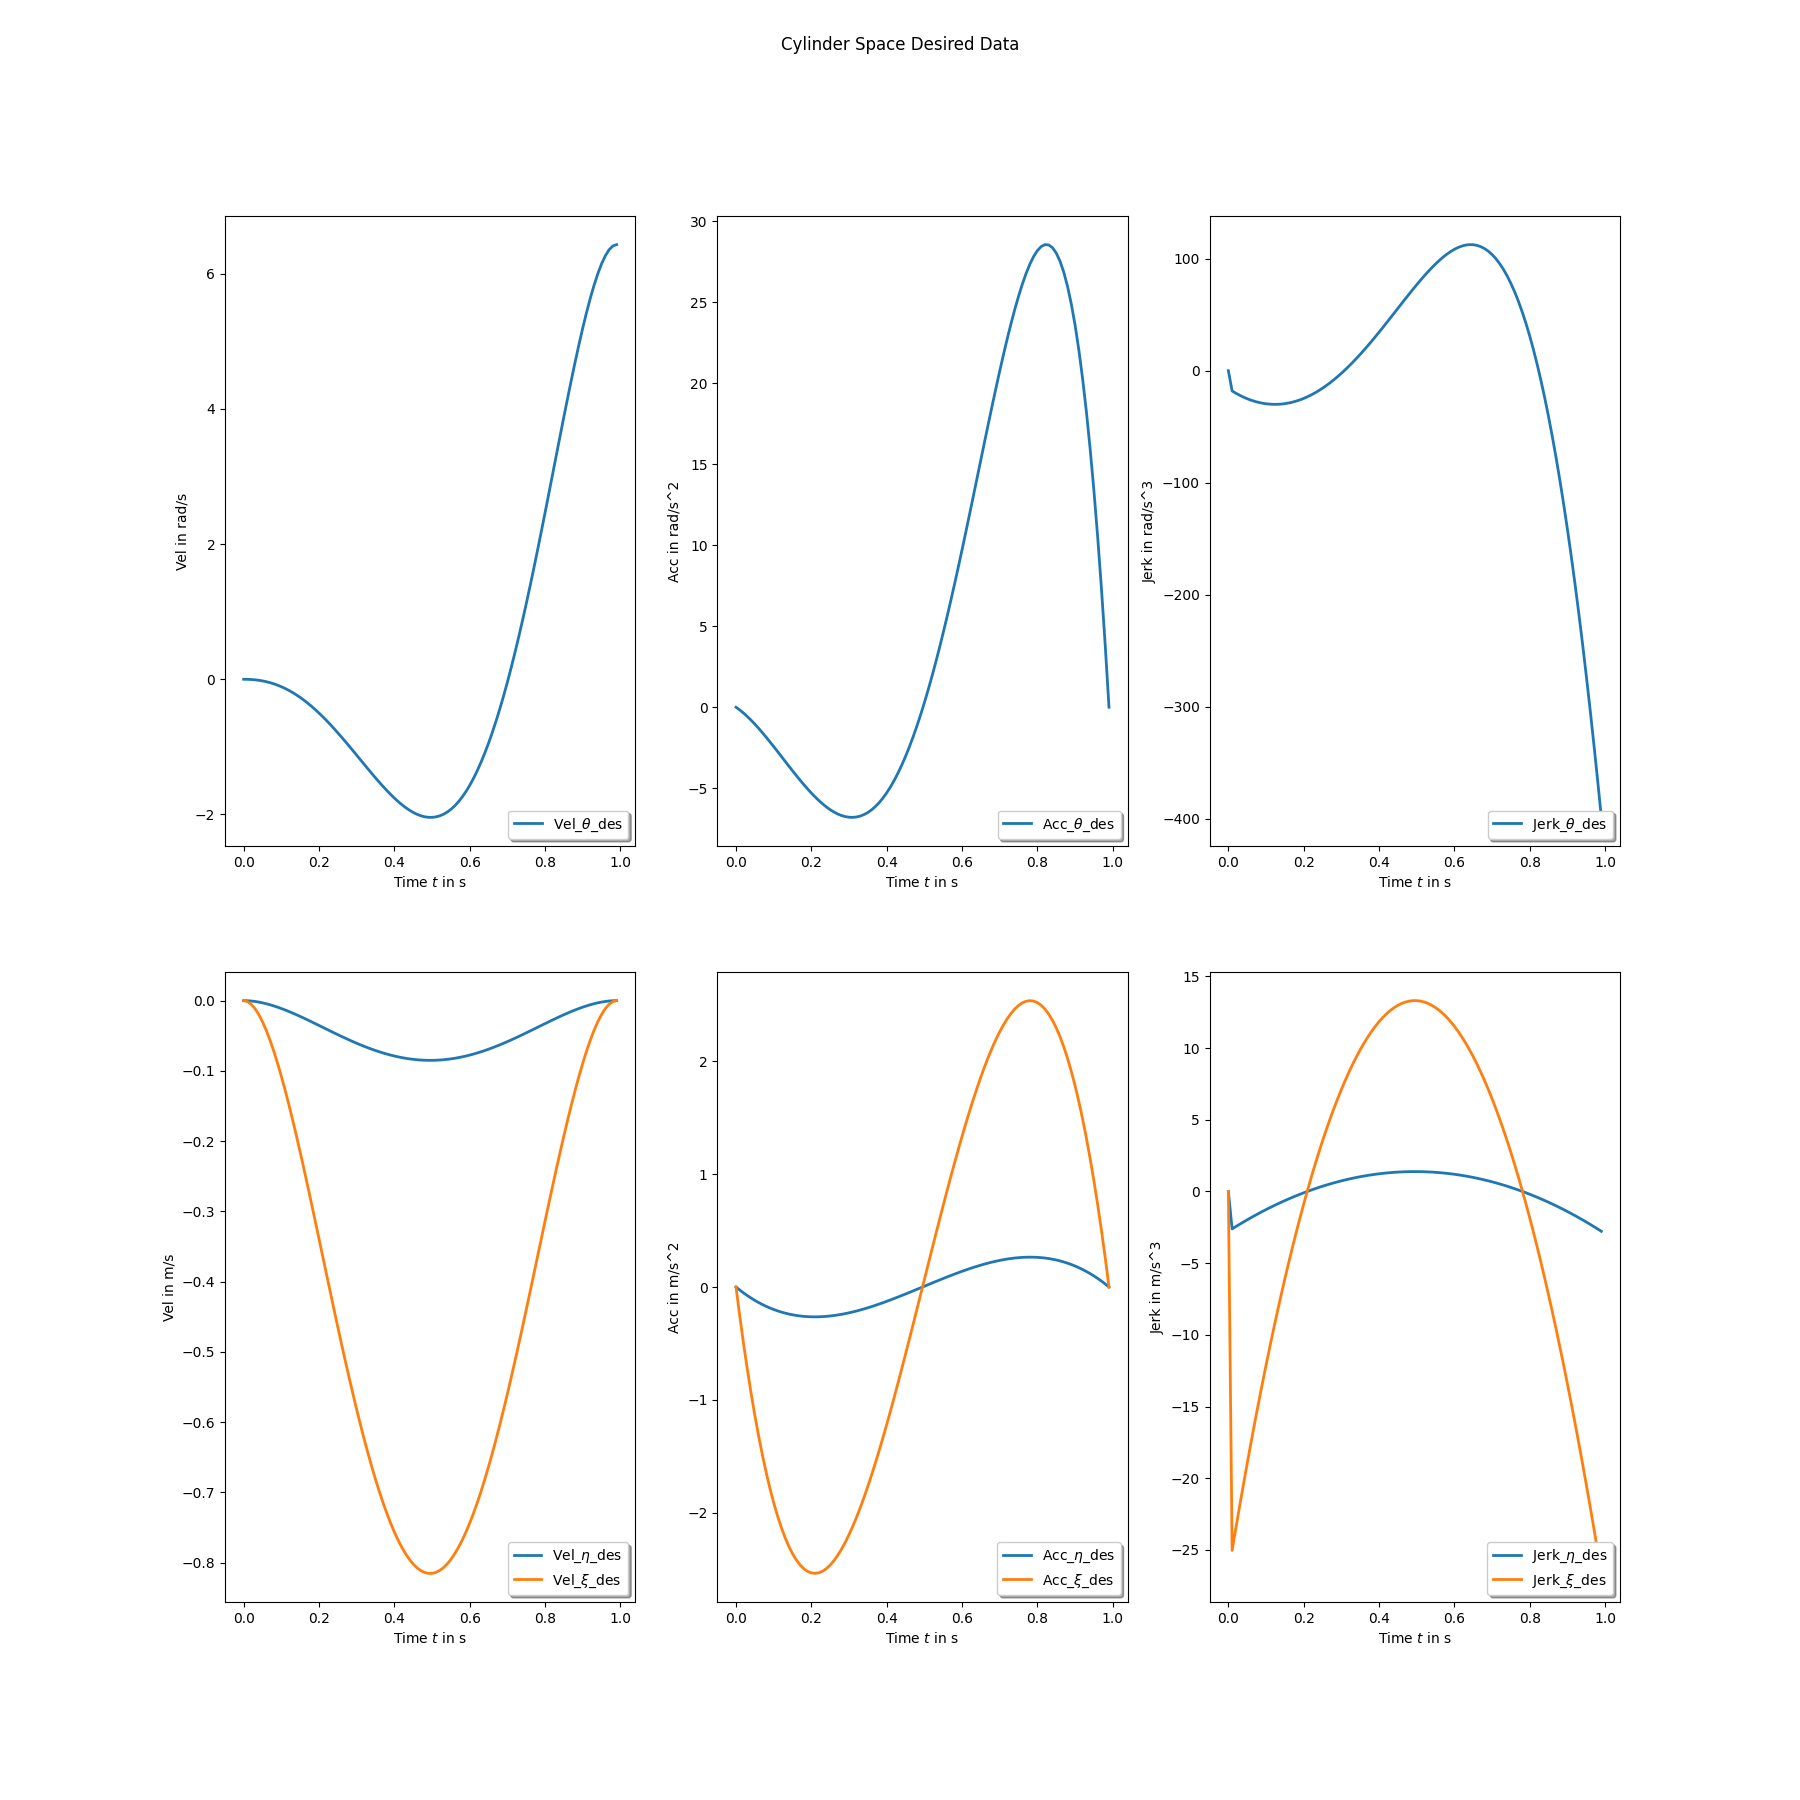 Cylinder Space Desired Data
Vel in rad/s
6
4
2
0
−2
0.0 0.2 0.4 0.6 0.8 1.0
Time t in s
Vel_θ_des
Acc in rad/s^2
30
25
20
15
10
5
0
−5
0.0 0.2 0.4 0.6 0.8 1.0
Time t in s
Acc_θ_des
Jerk in rad/s^3
100
0
−100
−200
−300
−400
0.0 0.2 0.4 0.6 0.8 1.0
Time t in s
Jerk_θ_des
Vel in m/s
0.0
−0.1
−0.2
−0.3
−0.4
−0.5
−0.6
−0.7
−0.8
0.0 0.2 0.4 0.6 0.8 1.0
Time t in s
Vel_η_des
Vel_ξ_des
Acc in m/s^2
2
1
0
−1
−2
0.0 0.2 0.4 0.6 0.8 1.0
Time t in s
Acc_η_des
Acc_ξ_des
Jerk in m/s^3
15
10
5
0
−5
−10
−15
−20
−25
0.0 0.2 0.4 0.6 0.8 1.0
Time t in s
Jerk_η_des
Jerk_ξ_des